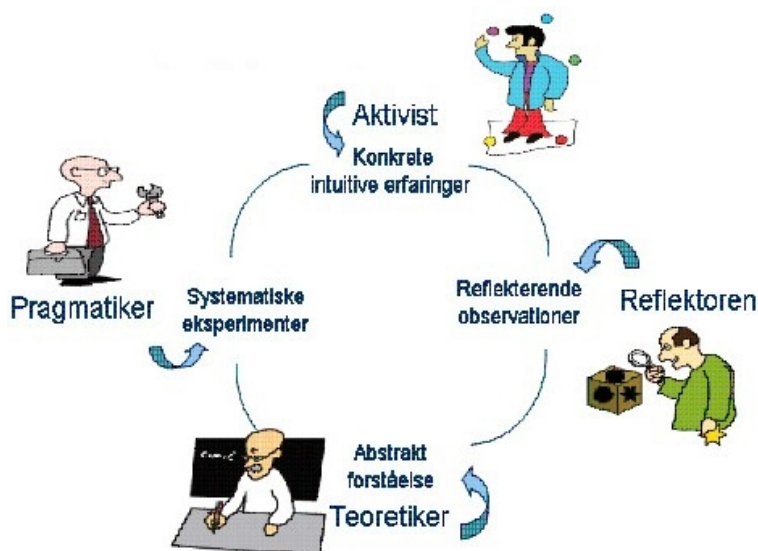 Aktivist
Konkrete
intuitive erfaringer
Reflekterende
observationer
Reflektoren
Abstrakt
forståelse
Teoretiker
Systematiske
eksperimenter
Pragmatiker